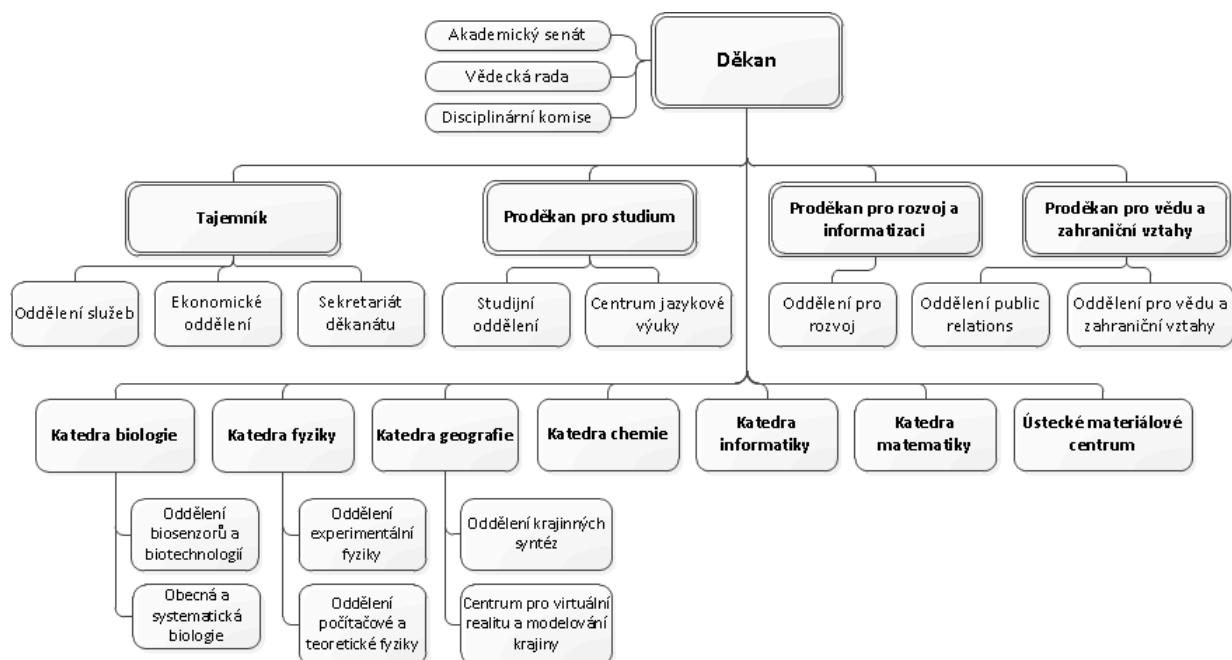 Akademický senát
Vědecká rada
Disciplinární komise
Děkan
Tajemník
Proděkan pro studium
Proděkan pro rozvoj a
informatizaci
Proděkan pro vědu a
zahraniční vztahy
Oddělení služeb
Ekonomické
oddělení
Sekretariát
děkanátu
Studijní
oddělení
Centrum jazykové
výuky
Oddělení pro
rozvoj
Oddělení public
relations
Oddělení pro vědu a
zahraniční vztahy
Katedra biologie
Katedra fyziky
Katedra geografie
Katedra chemie
Katedra
informatiky
Katedra
matematiky
Ústecké materiálové
centrum
Oddělení
biosenzorů a
biotechnologií
Oddělení
experimentální
fyziky
Oddělení krajinných
syntéz
Obecná a
systematická
biologie
Oddělení
počítačové a
teoretické fyziky
Centrum pro virtuální
realitu a modelování
krajiny